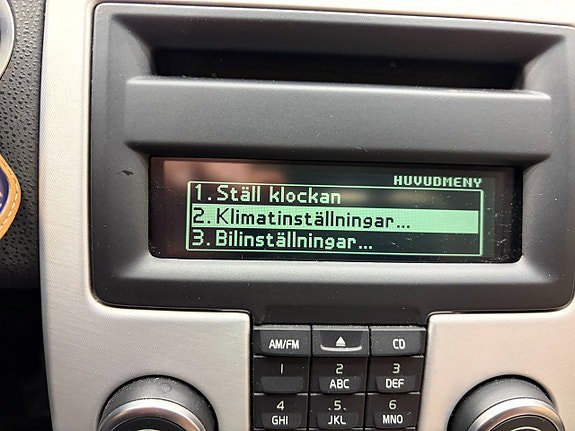 HUVUDMENY
1. Ställ klockan
2. Klimatinställningar...
3. Bilinställningar...
AM/FM CD
1 2 ABC 3 DEF
4 GHI 5 JKL 6 MNO